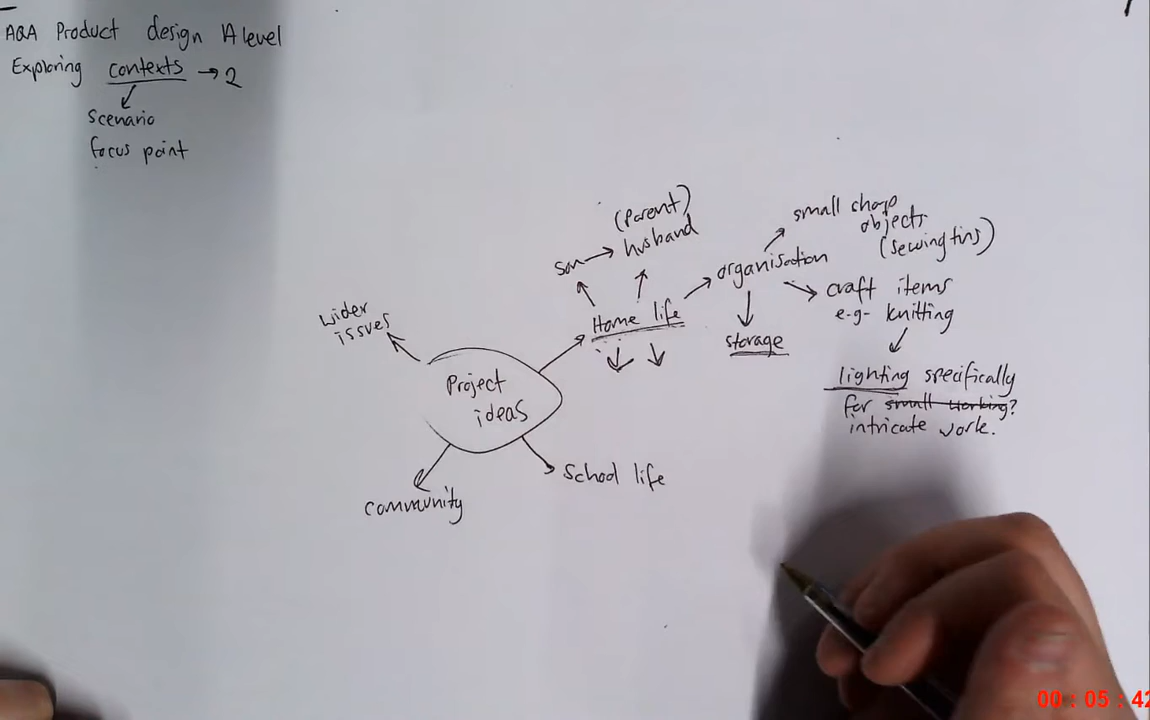 AQA Product design A level
Exploring contexts → 2
scenario
focus point
wider
issues
Project
ideas
community
School life
Home life
son → husband
(parent)
organisation
storage
small sharp
objects
(sewing tins)
craft items
e.g- knitting
lighting specifically
for small working?
intricate work.
00:05:42